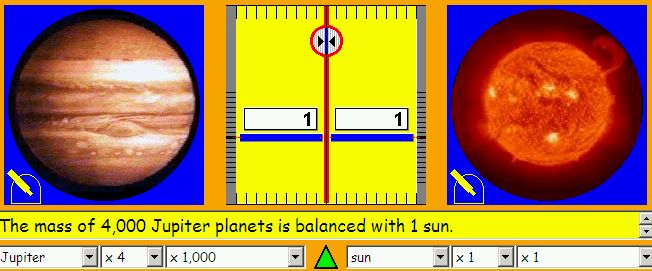 1 1
The mass of 4,000 Jupiter planets is balanced with 1 sun.
Jupiter x 4 x 1,000 sun x 1 x 1